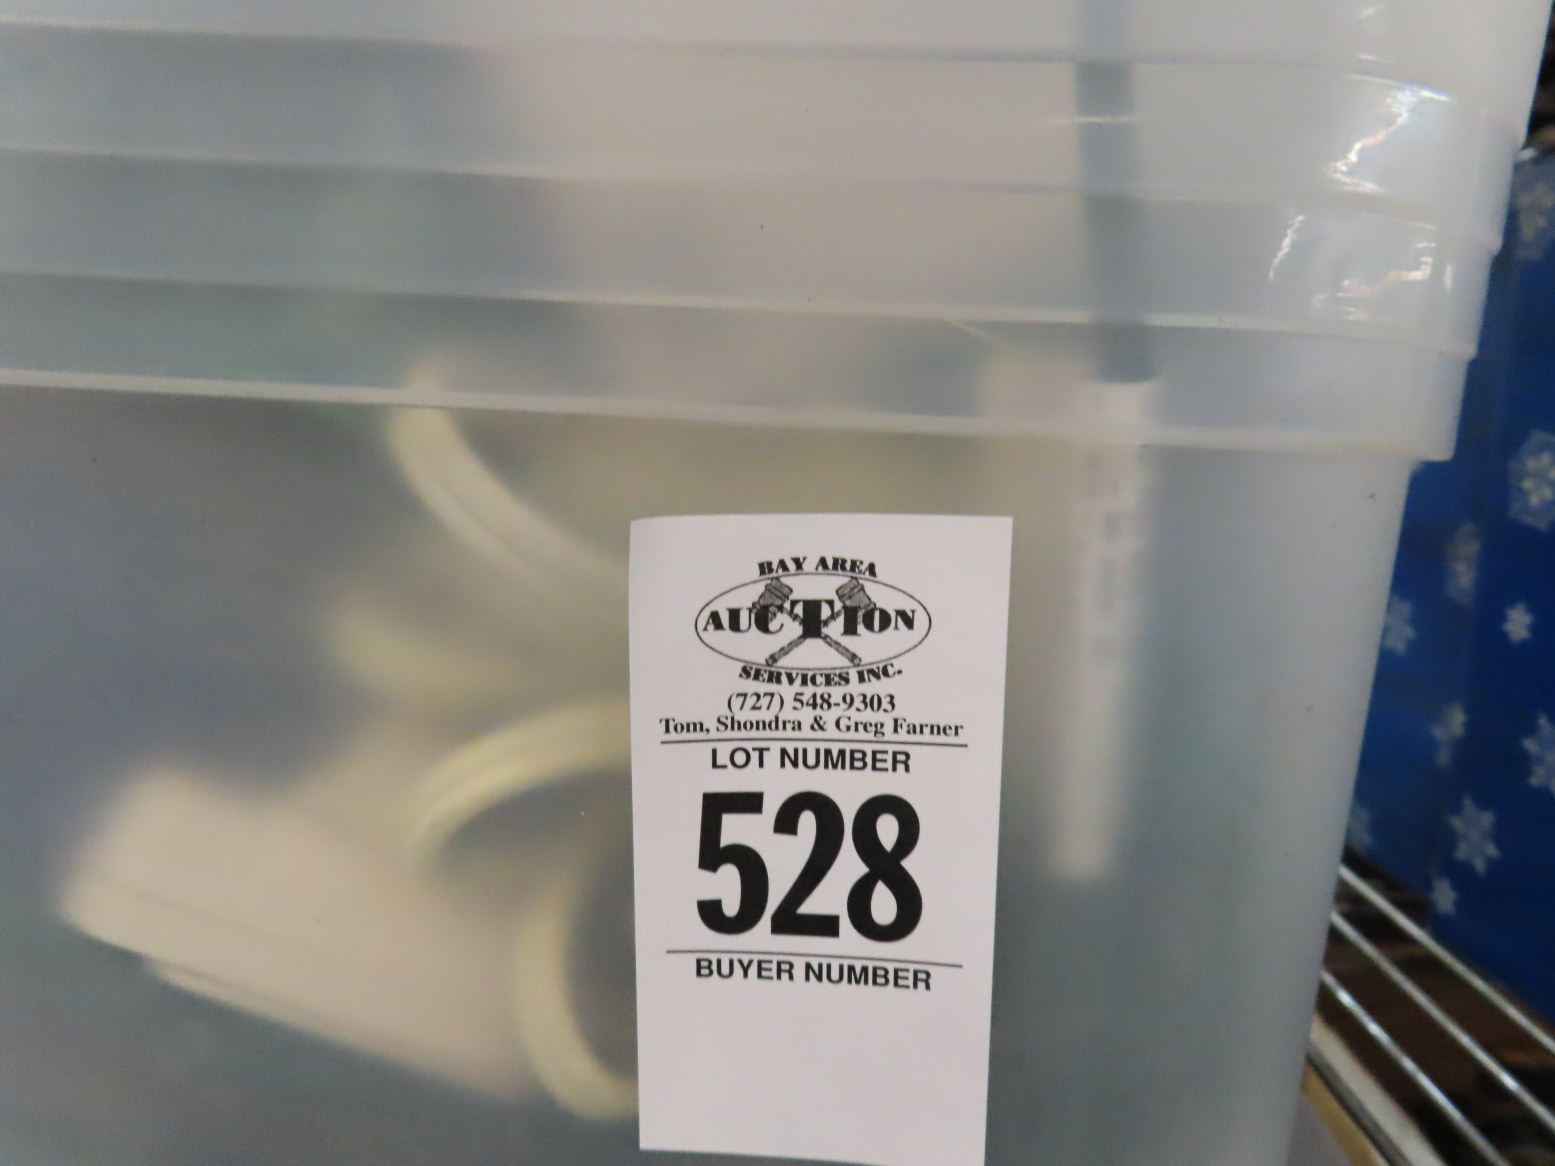 BAY AREA
AUCTION
SERVICES INC.
(727) 548-9303
Tom, Shondra & Greg Farner
LOT NUMBER
528
BUYER NUMBER